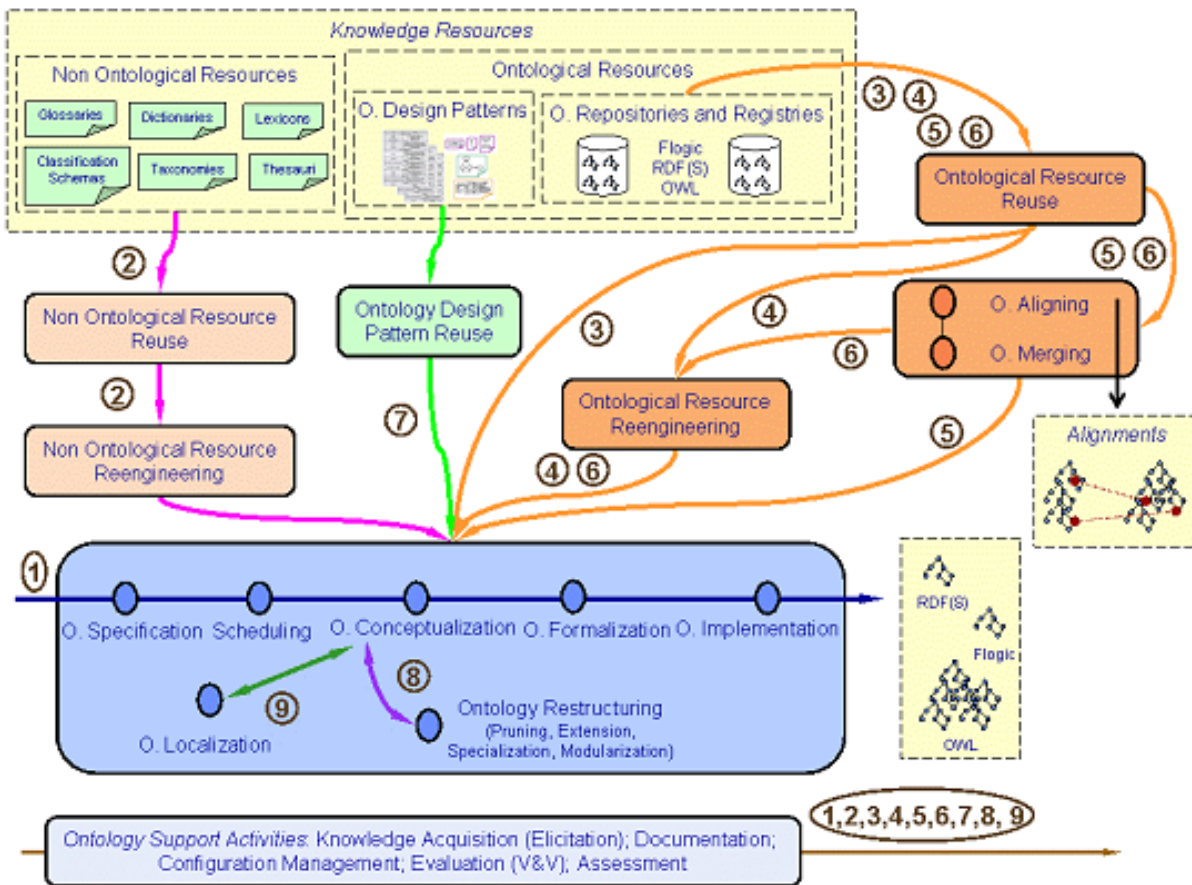 Knowledge Resources
Non Ontological Resources
Glossaries
Dictionaries
Lexicons
Classification
Schemas
Taxonomies
Thesauri
Ontological Resources
O. Design Patterns
O. Repositories and Registries
Flogic
RDF(S)
OWL
3 4
5 6
Ontological Resource
Reuse
2
5 6
Non Ontological Resource
Reuse
Ontology Design
Pattern Reuse
3
4
6
O. Aligning
O. Merging
2
7
Ontological Resource
Reengineering
5
Non Ontological Resource
Reengineering
4 6
Alignments
1
O. Specification
Scheduling
O. Conceptualization
O. Formalization
O. Implementation
9
8
O. Localization
Ontology Restructuring
(Pruning, Extension,
Specialization, Modularization)
RDF(S)
Flogic
OWL
1,2,3,4,5,6,7,8, 9
Ontology Support Activities: Knowledge Acquisition (Elicitation); Documentation;
Configuration Management; Evaluation (V&V); Assessment